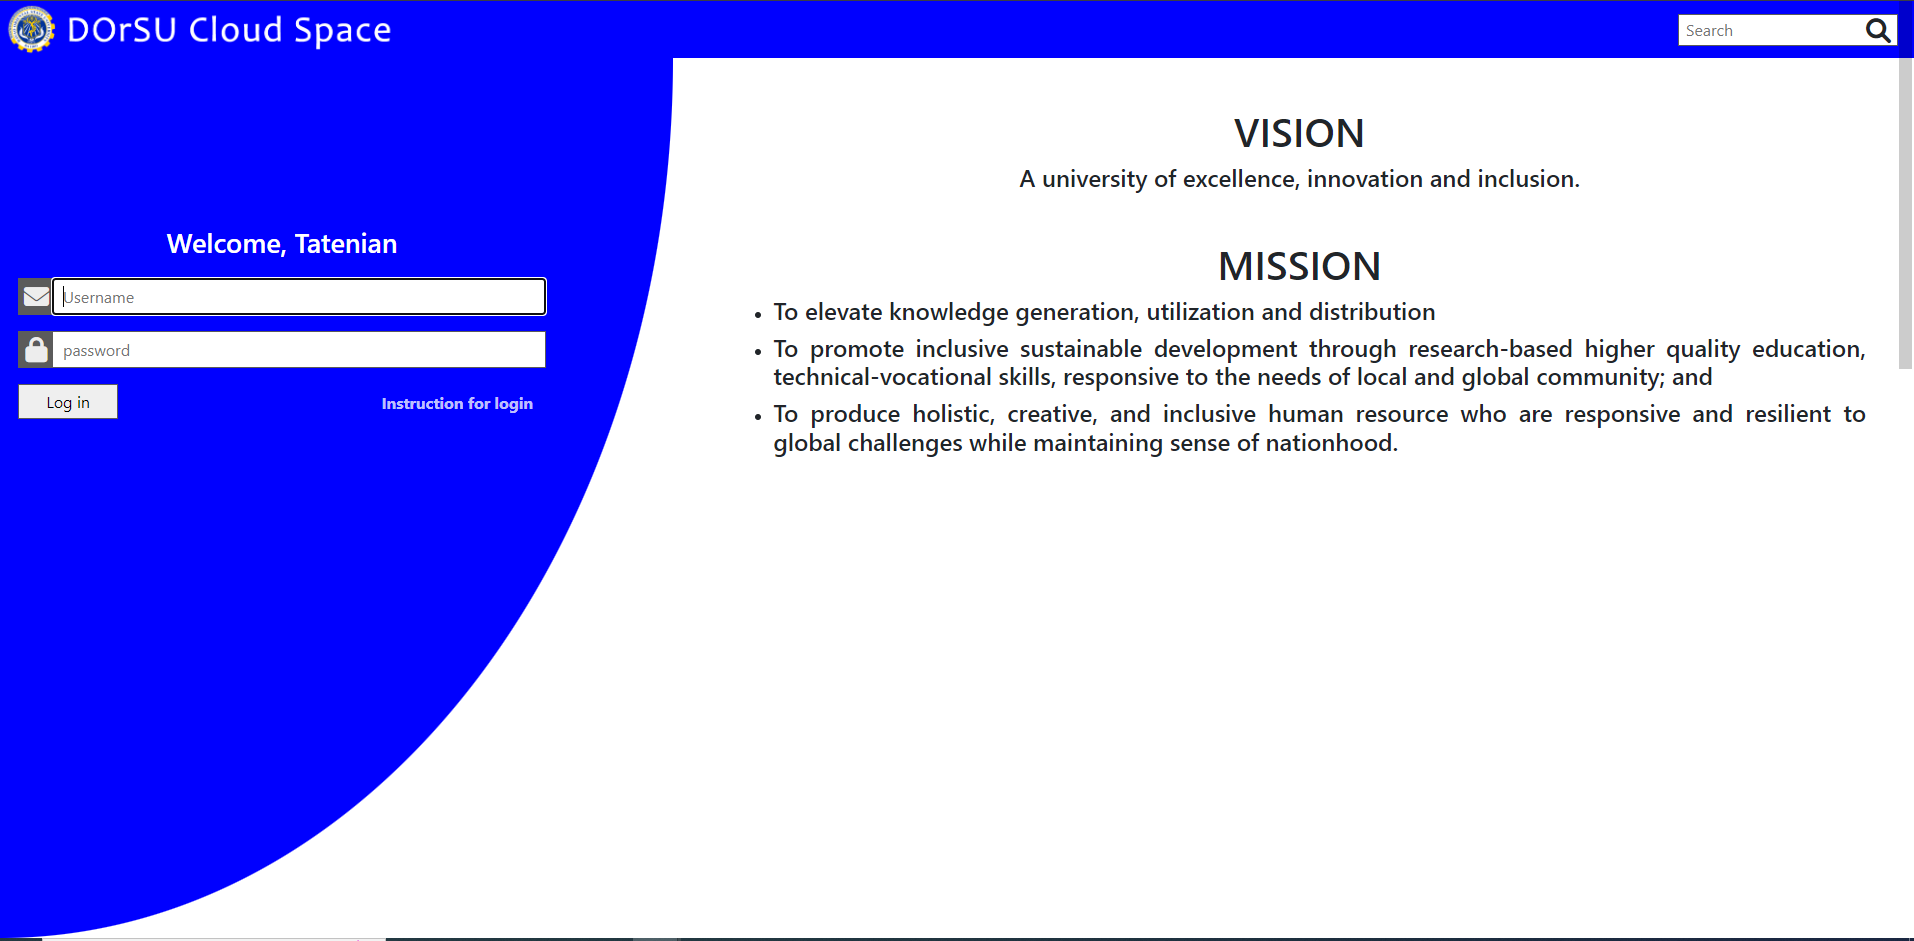 DOrSU Cloud Space
Search
Welcome, Tatenian
Username
password
Log in
Instruction for login
VISION
A university of excellence, innovation and inclusion.
MISSION
• To elevate knowledge generation, utilization and distribution
• To promote inclusive sustainable development through research-based higher quality education,
technical-vocational skills, responsive to the needs of local and global community; and
• To produce holistic, creative, and inclusive human resource who are responsive and resilient to
global challenges while maintaining sense of nationhood.